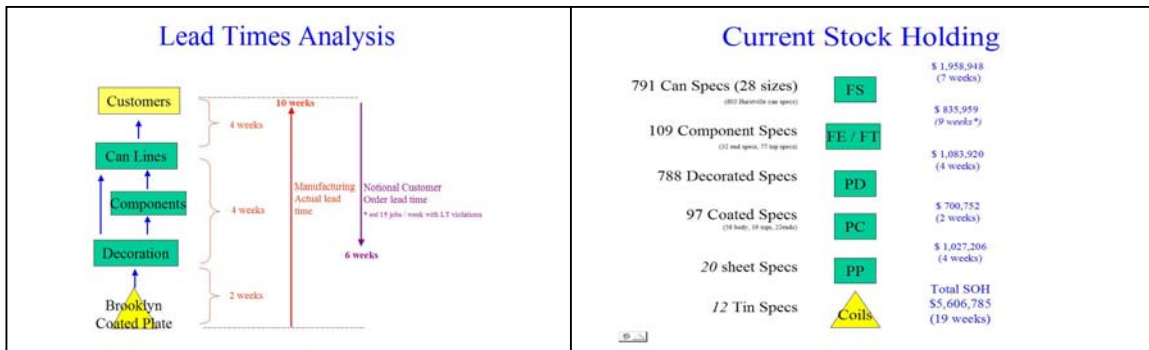 Lead Times Analysis
Customers
Can Lines
Components
Decoration
Brooklyn
Coated Plate
4 weeks
4 weeks
2 weeks
10 weeks
Manufacturing
Actual lead
time
Notional Customer
Order lead time
* est 15 jobs / week with L.T violations
6 weeks
Current Stock Holding
791 Can Specs (28 sizes)
FS
$ 1,958,948
(7 weeks)
109 Component Specs
(32 end specs, 77 top specs)
FE / FT
$ 835,959
(9 weeks*)
788 Decorated Specs
PD
$ 1,083,920
(4 weeks)
97 Coated Specs
PC
$ 700,752
(2 weeks)
20 sheet Specs
PP
$ 1,027,206
(4 weeks)
12 Tin Specs
Coils
Total SOH
$5,606,785
(19 weeks)